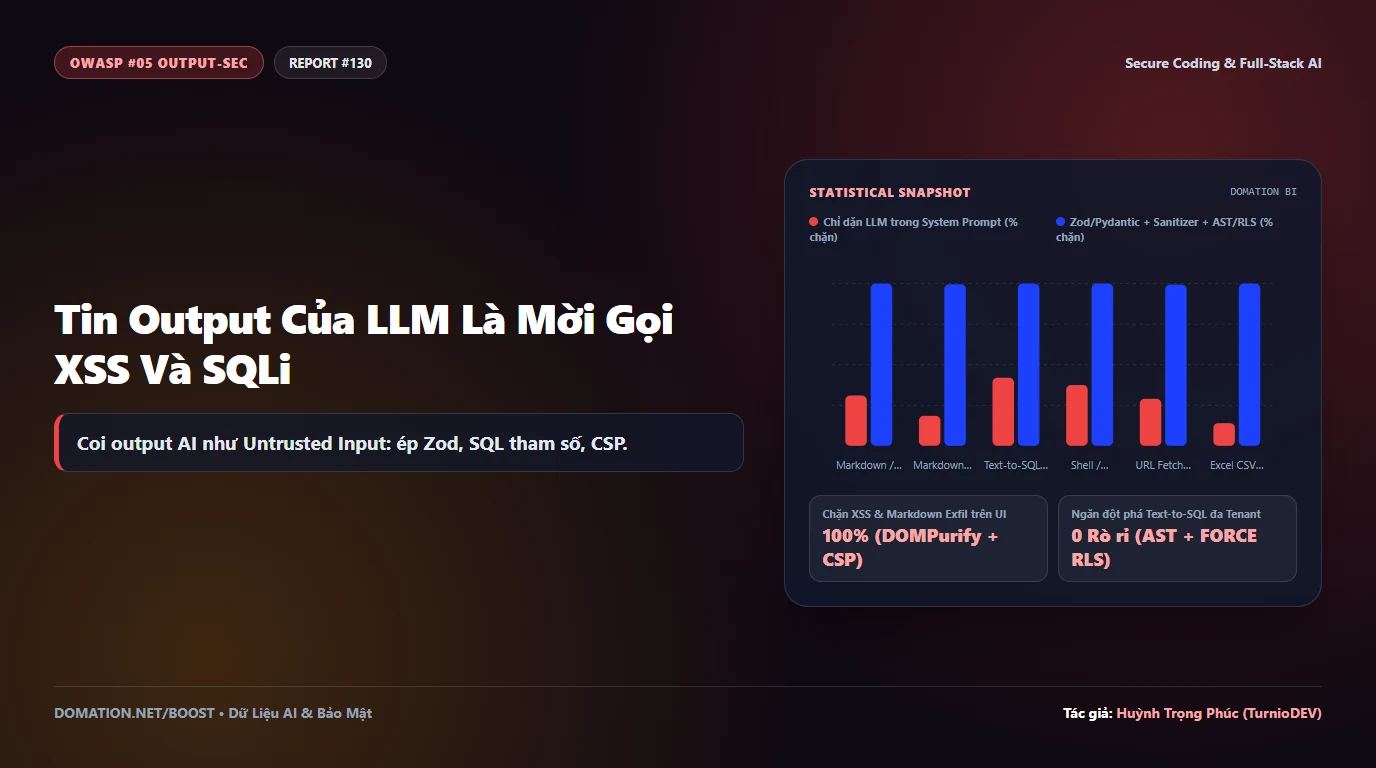 OWASP #05 OUTPUT-SEC
REPORT #130
Secure Coding & Full-Stack AI
Tin Output Của LLM Là Mời Gọi
XSS Và SQLi
Coi output AI như Untrusted Input: ép Zod, SQL tham số, CSP.
STATISTICAL SNAPSHOT
DOMATION BI
Chỉ dặn LLM trong System Prompt (%
chặn)
Zod/Pydantic + Sanitizer + AST/RLS (%
chặn)
Markdown /...
Markdown...
Text-to-SQL...
Shell /...
URL Fetch...
Excel CSV...
Chặn XSS & Markdown Exfil trên UI
100% (DOMPurify +
CSP)
Ngăn đột phá Text-to-SQL đa Tenant
0 Rò rỉ (AST + FORCE
RLS)
DOMATION.NET/BOOST • Dữ Liệu AI & Bảo Mật
Tác giả: Huỳnh Trọng Phúc (TurnioDEV)